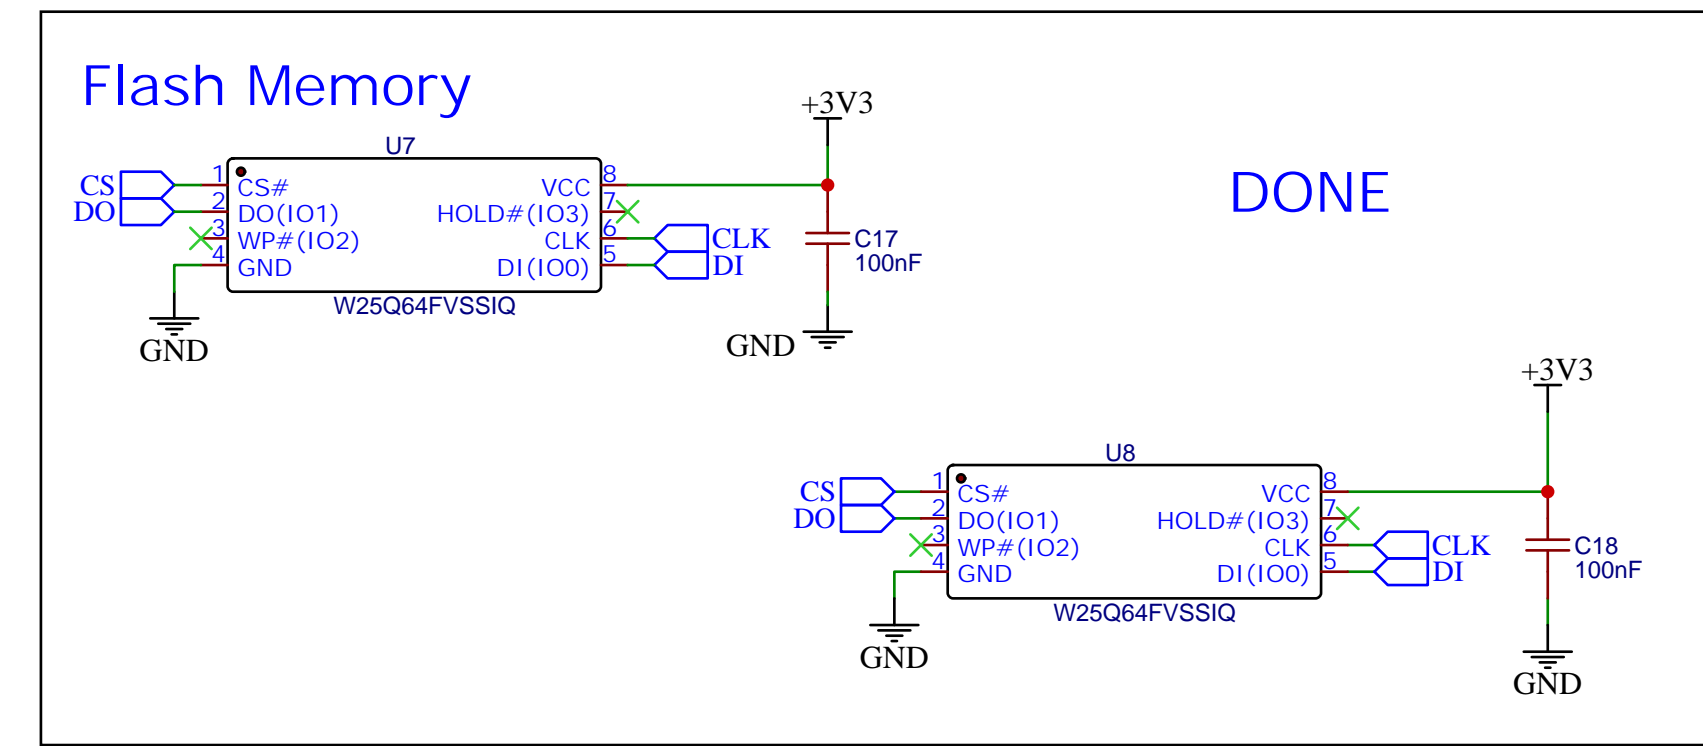 Flash Memory
+3V3
U7
DONE
CS 1 CS# VCC 8
DO 2 DO(IO1) HOLD#(IO3) 7
3 WP#(IO2) CLK 6 CLK
4 GND DI(IO0) 5 DI
C17
100nF
W25Q64FVSSIQ
GND
GND
+3V3
U8
CS 1 CS# VCC 8
DO 2 DO(IO1) HOLD#(IO3) 7
3 WP#(IO2) CLK 6 CLK
4 GND DI(IO0) 5 DI
C18
100nF
W25Q64FVSSIQ
GND
GND